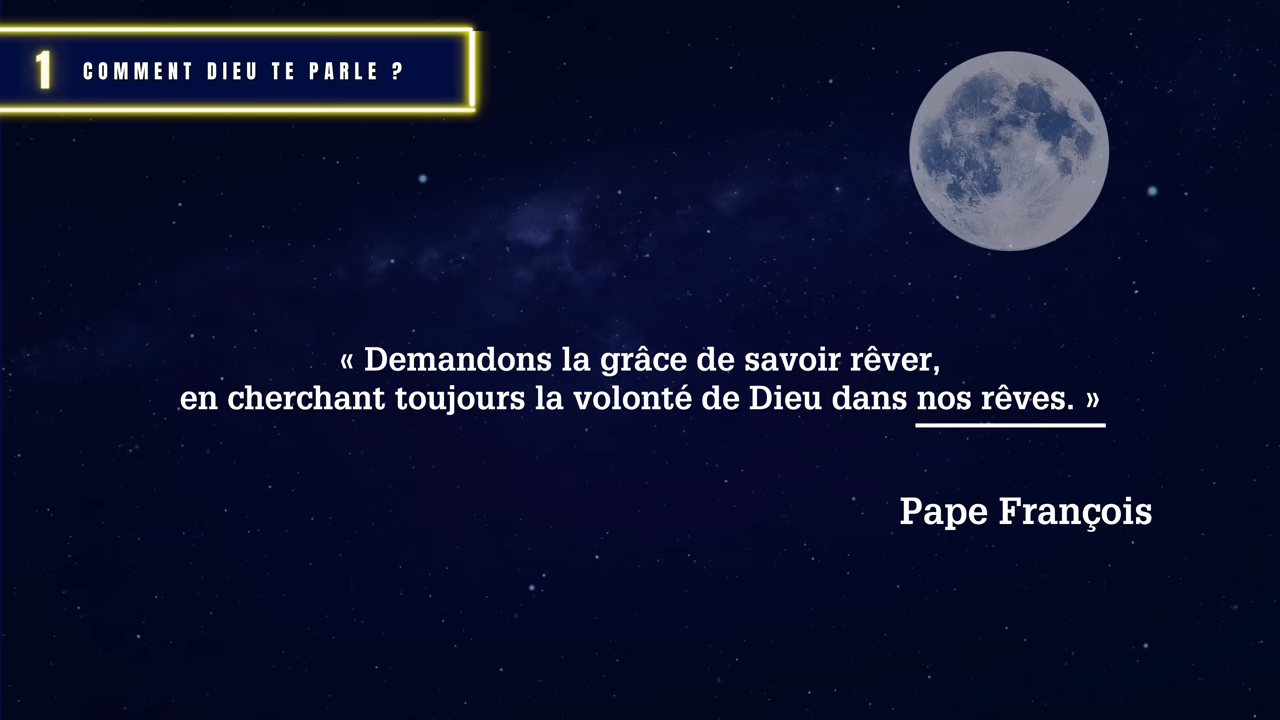 1 COMMENT DIEU TE PARLE ?
« Demandons la grâce de savoir rêver,
en cherchant toujours la volonté de Dieu dans nos rêves. »
Pape François